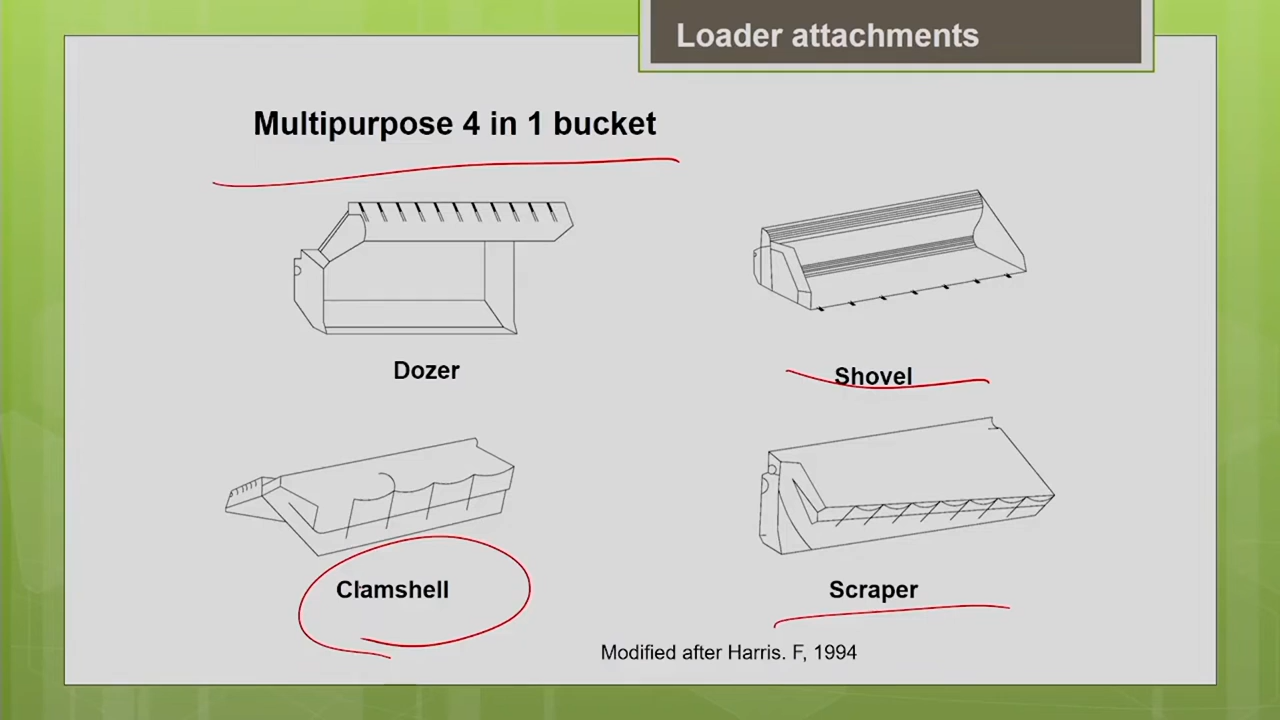 Loader attachments
Multipurpose 4 in 1 bucket
Dozer
Shovel
Clamshell
Scraper
Modified after Harris. F, 1994